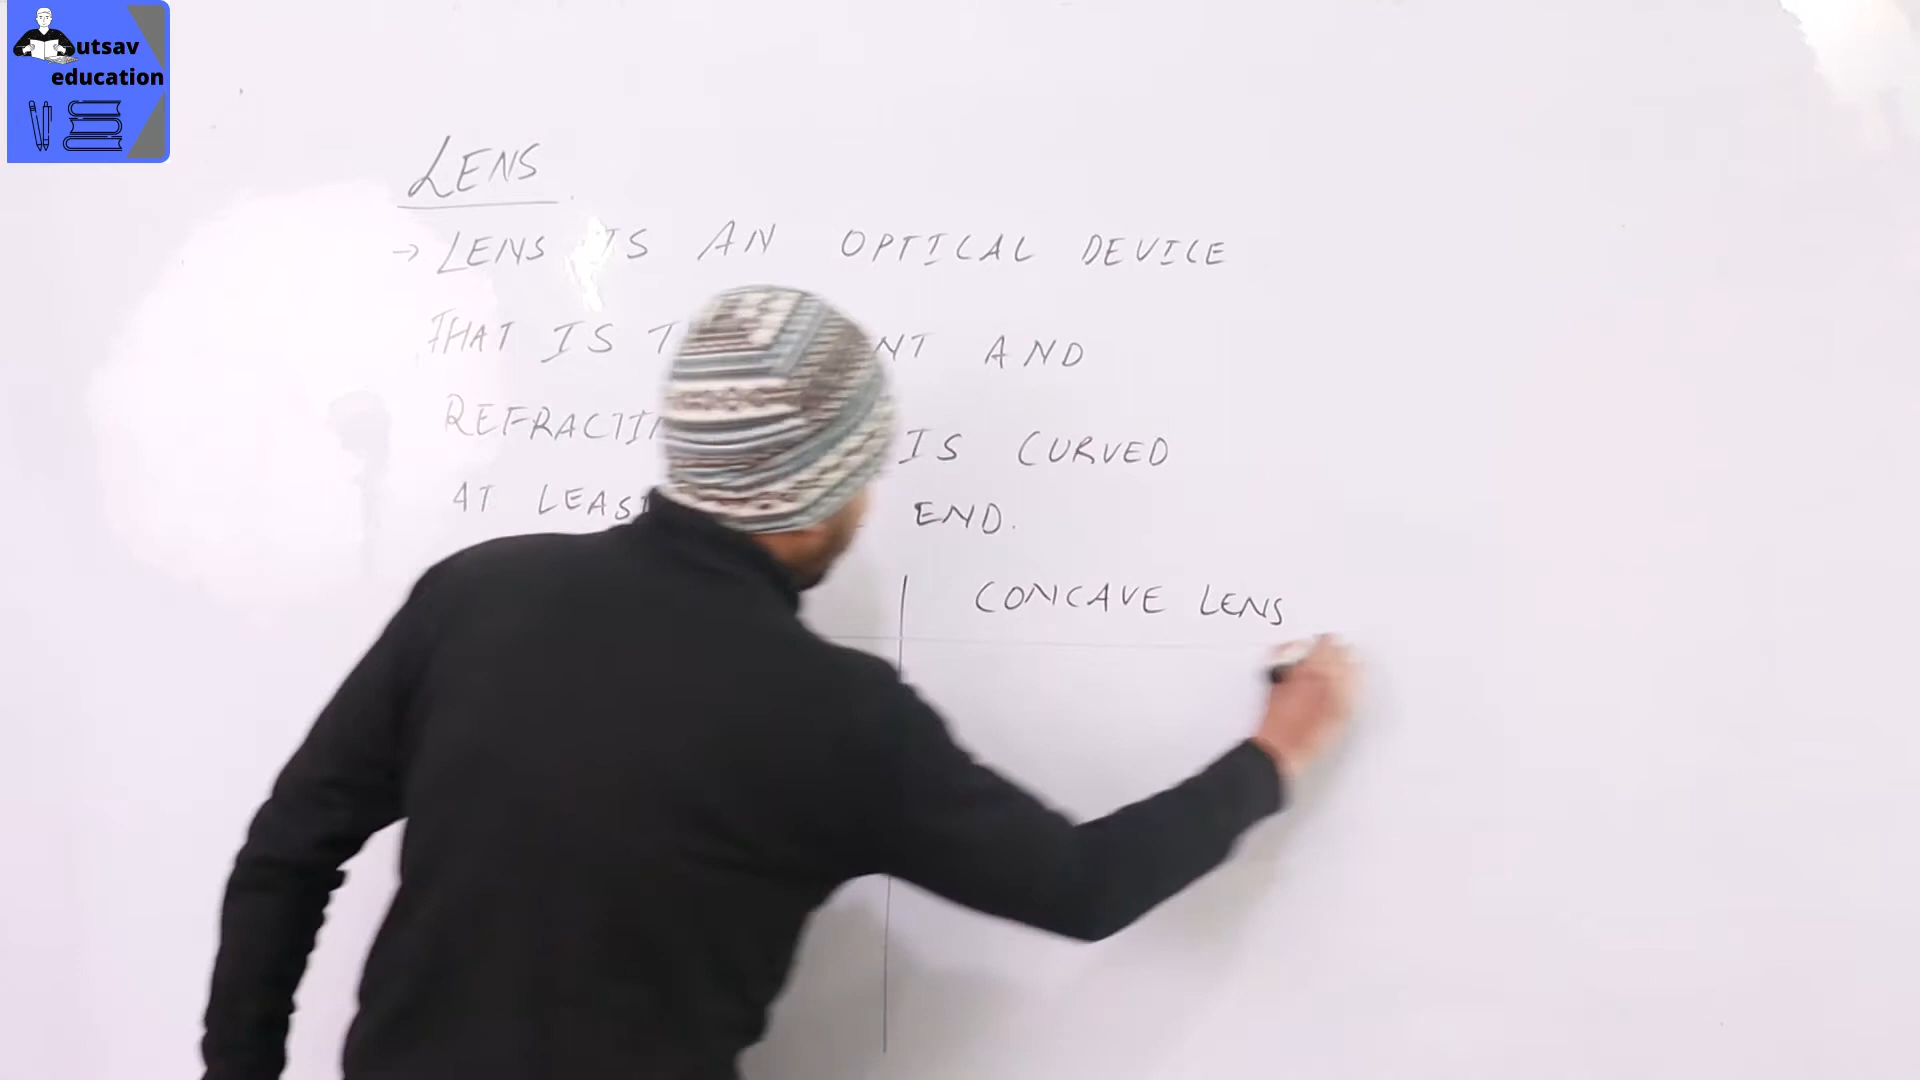 utsav
education
LENS
→ LENS IS AN OPTICAL DEVICE
THAT IS T NT AND
REFRACTIN IS CURVED
AT LEAST END.
CONCAVE LENS